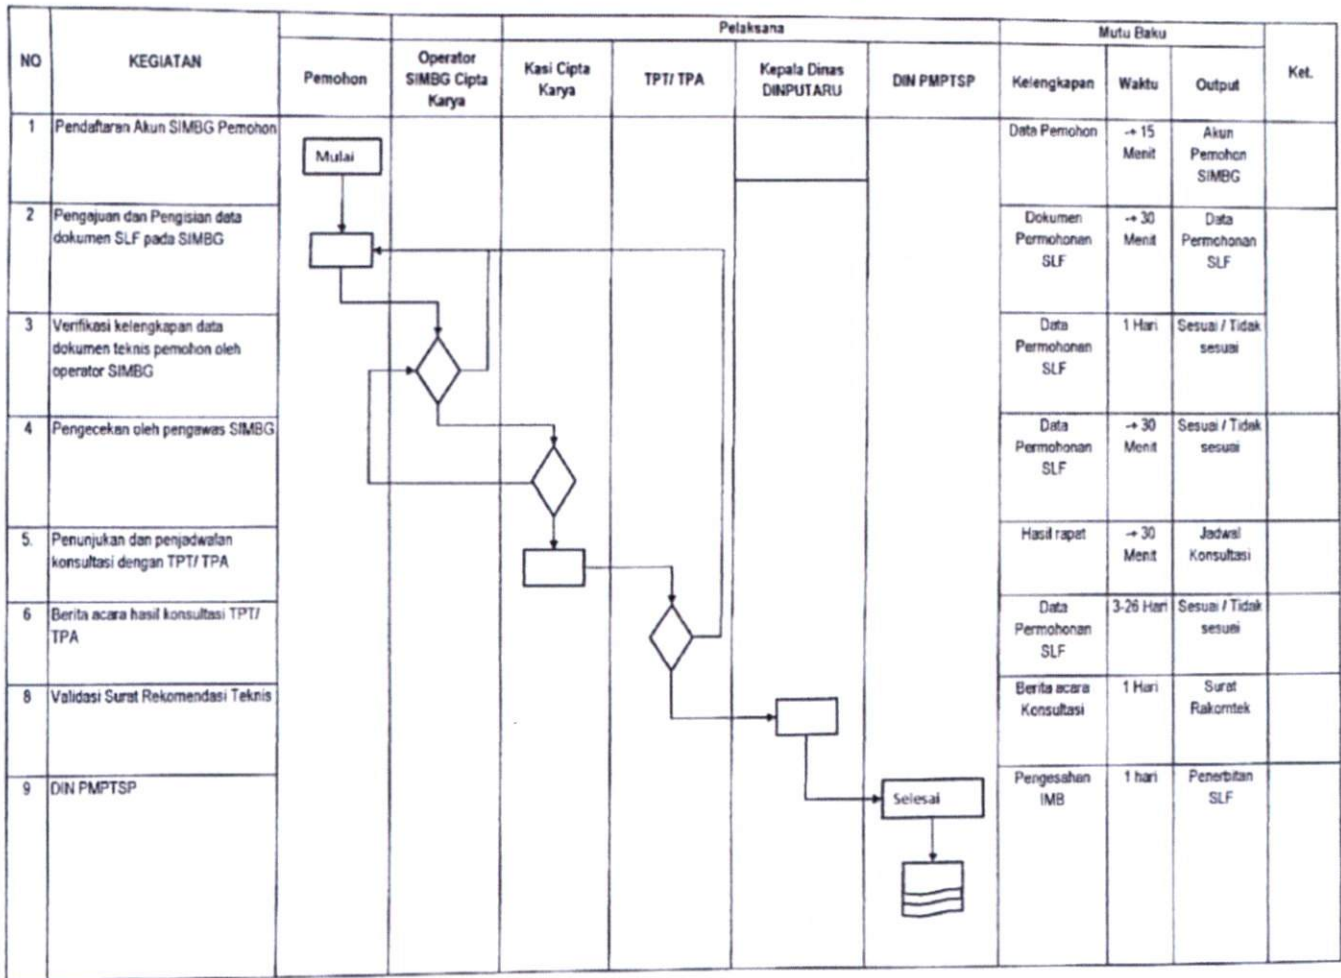 Pelaksana
Mutu Baku
NO
KEGIATAN
Pemohon
Operator
SIMBG Cipta
Karya
Kasi Cipta
Karya
TPT/ TPA
Kepala Dinas
DINPUTARU
DIN PMPTSP
Kelengkapan
Waktu
Output
Ket.
1
Pendaftaran Akun SIMBG Pemohon
Mulai
Data Pemohon
-+ 15
Menit
Akun
Pemohon
SIMBG
2
Pengajuan dan Pengisian data
dokumen SLF pada SIMBG
Dokumen
Permohonan
SLF
-+ 30
Menit
Data
Permohonan
SLF
3
Verifikasi kelengkapan data
dokumen teknis pemohon oleh
operator SIMBG
Data
Permohonan
SLF
1 Hari
Sesuai / Tidak
sesuai
4
Pengecekan oleh pengawas SIMBG
Data
Permohonan
SLF
-+ 30
Menit
Sesuai / Tidak
sesuai
5.
Penunjukan dan penjadwalan
konsultasi dengan TPT/ TPA
Hasil rapat
-+ 30
Menit
Jadwal
Konsultasi
6
Berita acara hasil konsultasi TPT/
TPA
Data
Permohonan
SLF
3-26 Hari
Sesuai / Tidak
sesuai
8
Validasi Surat Rekomendasi Teknis
Berita acara
Konsultasi
1 Hari
Surat
Rakomtek
9
DIN PMPTSP
Selesai
Pengesahan
IMB
1 hari
Penerbitan
SLF